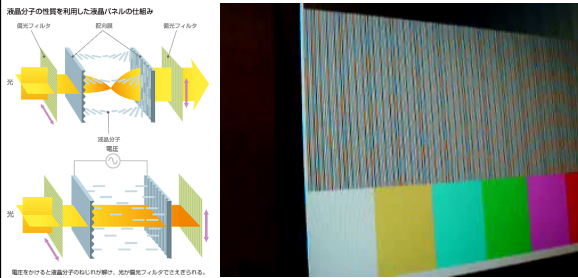 液晶分子の性質を利用した液晶パネルの仕組み
偏光フィルタ
配向膜
偏光フィルタ
光
液晶分子
電圧
光
電圧をかけると液晶分子のねじれが解け、光が偏光フィルタでさえぎられる。